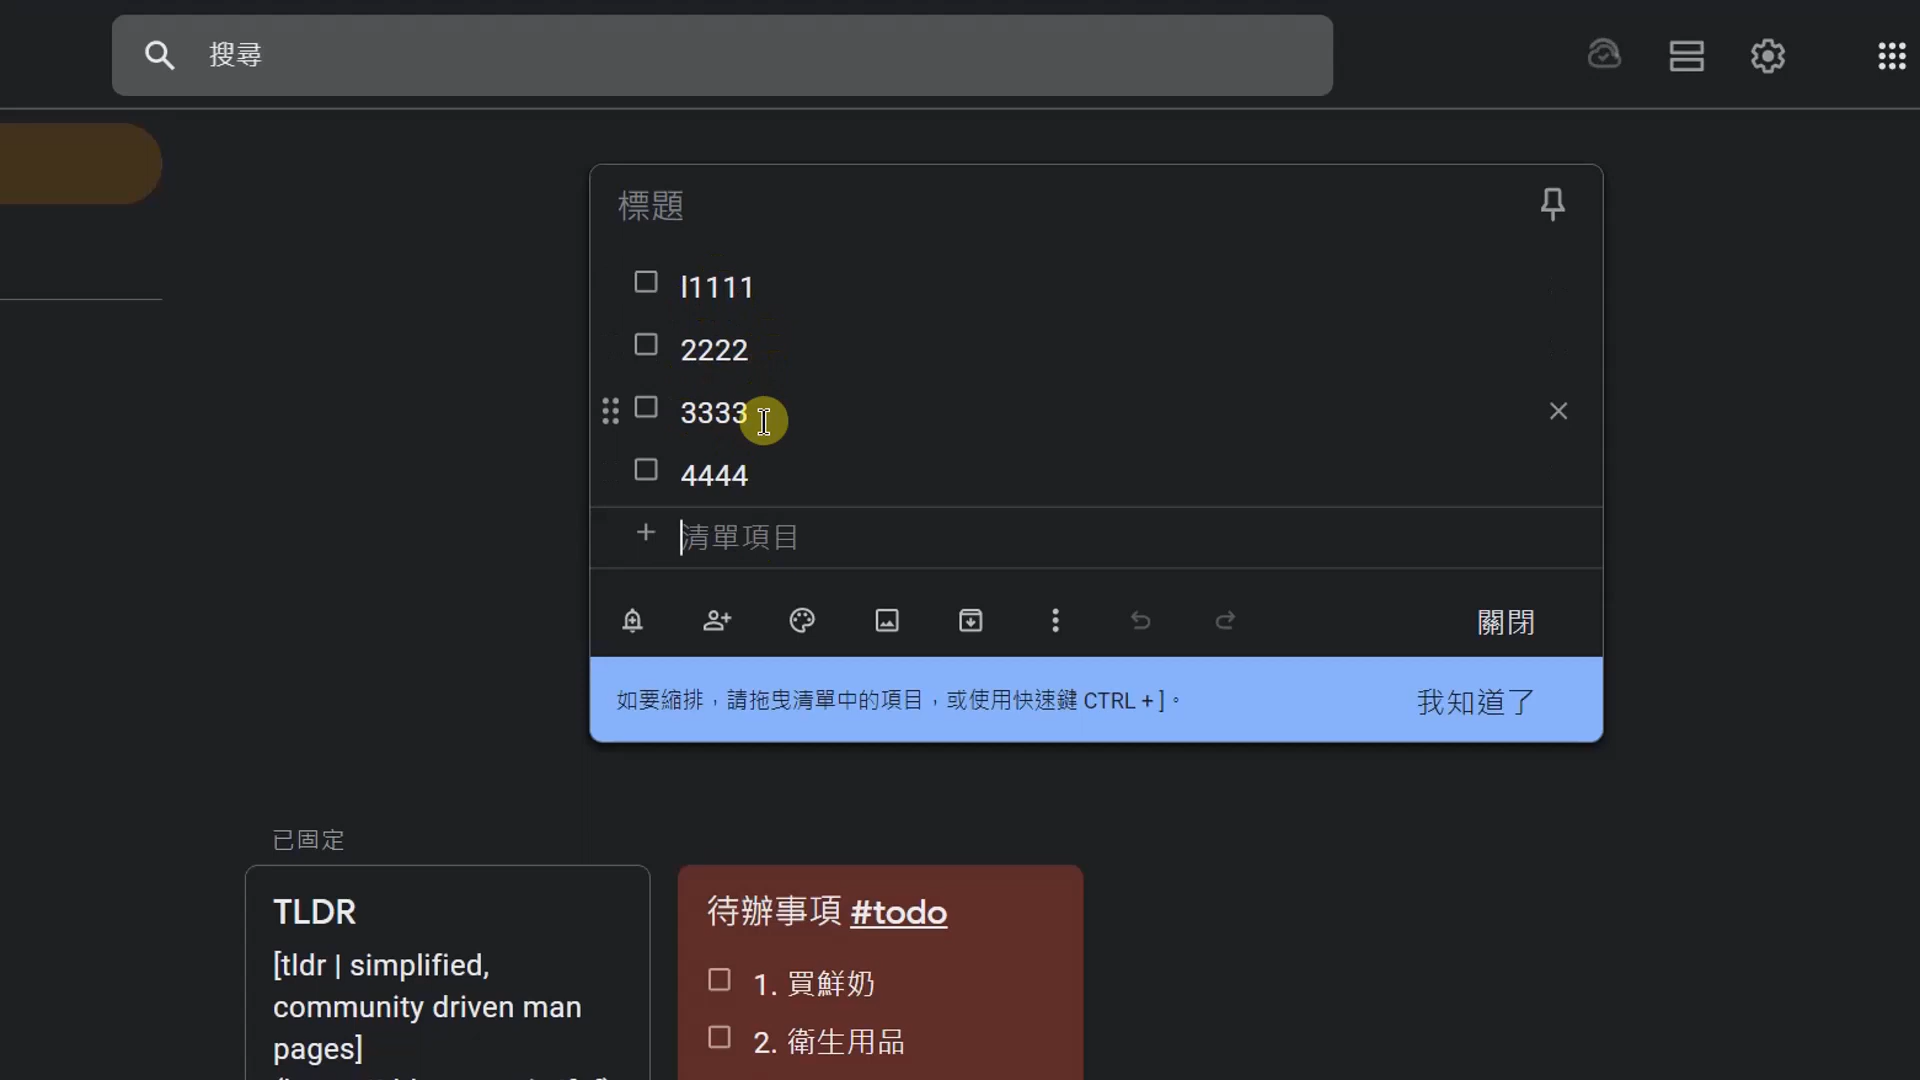 搜尋
標題
l1111
2222
3333
4444
清單項目
關閉
如要縮排，請拖曳清單中的項目，或使用快速鍵 CTRL + ]。
我知道了
已固定
TLDR
[tldr | simplified,
community driven man
pages]
待辦事項 #todo
1. 買鮮奶
2. 衛生用品